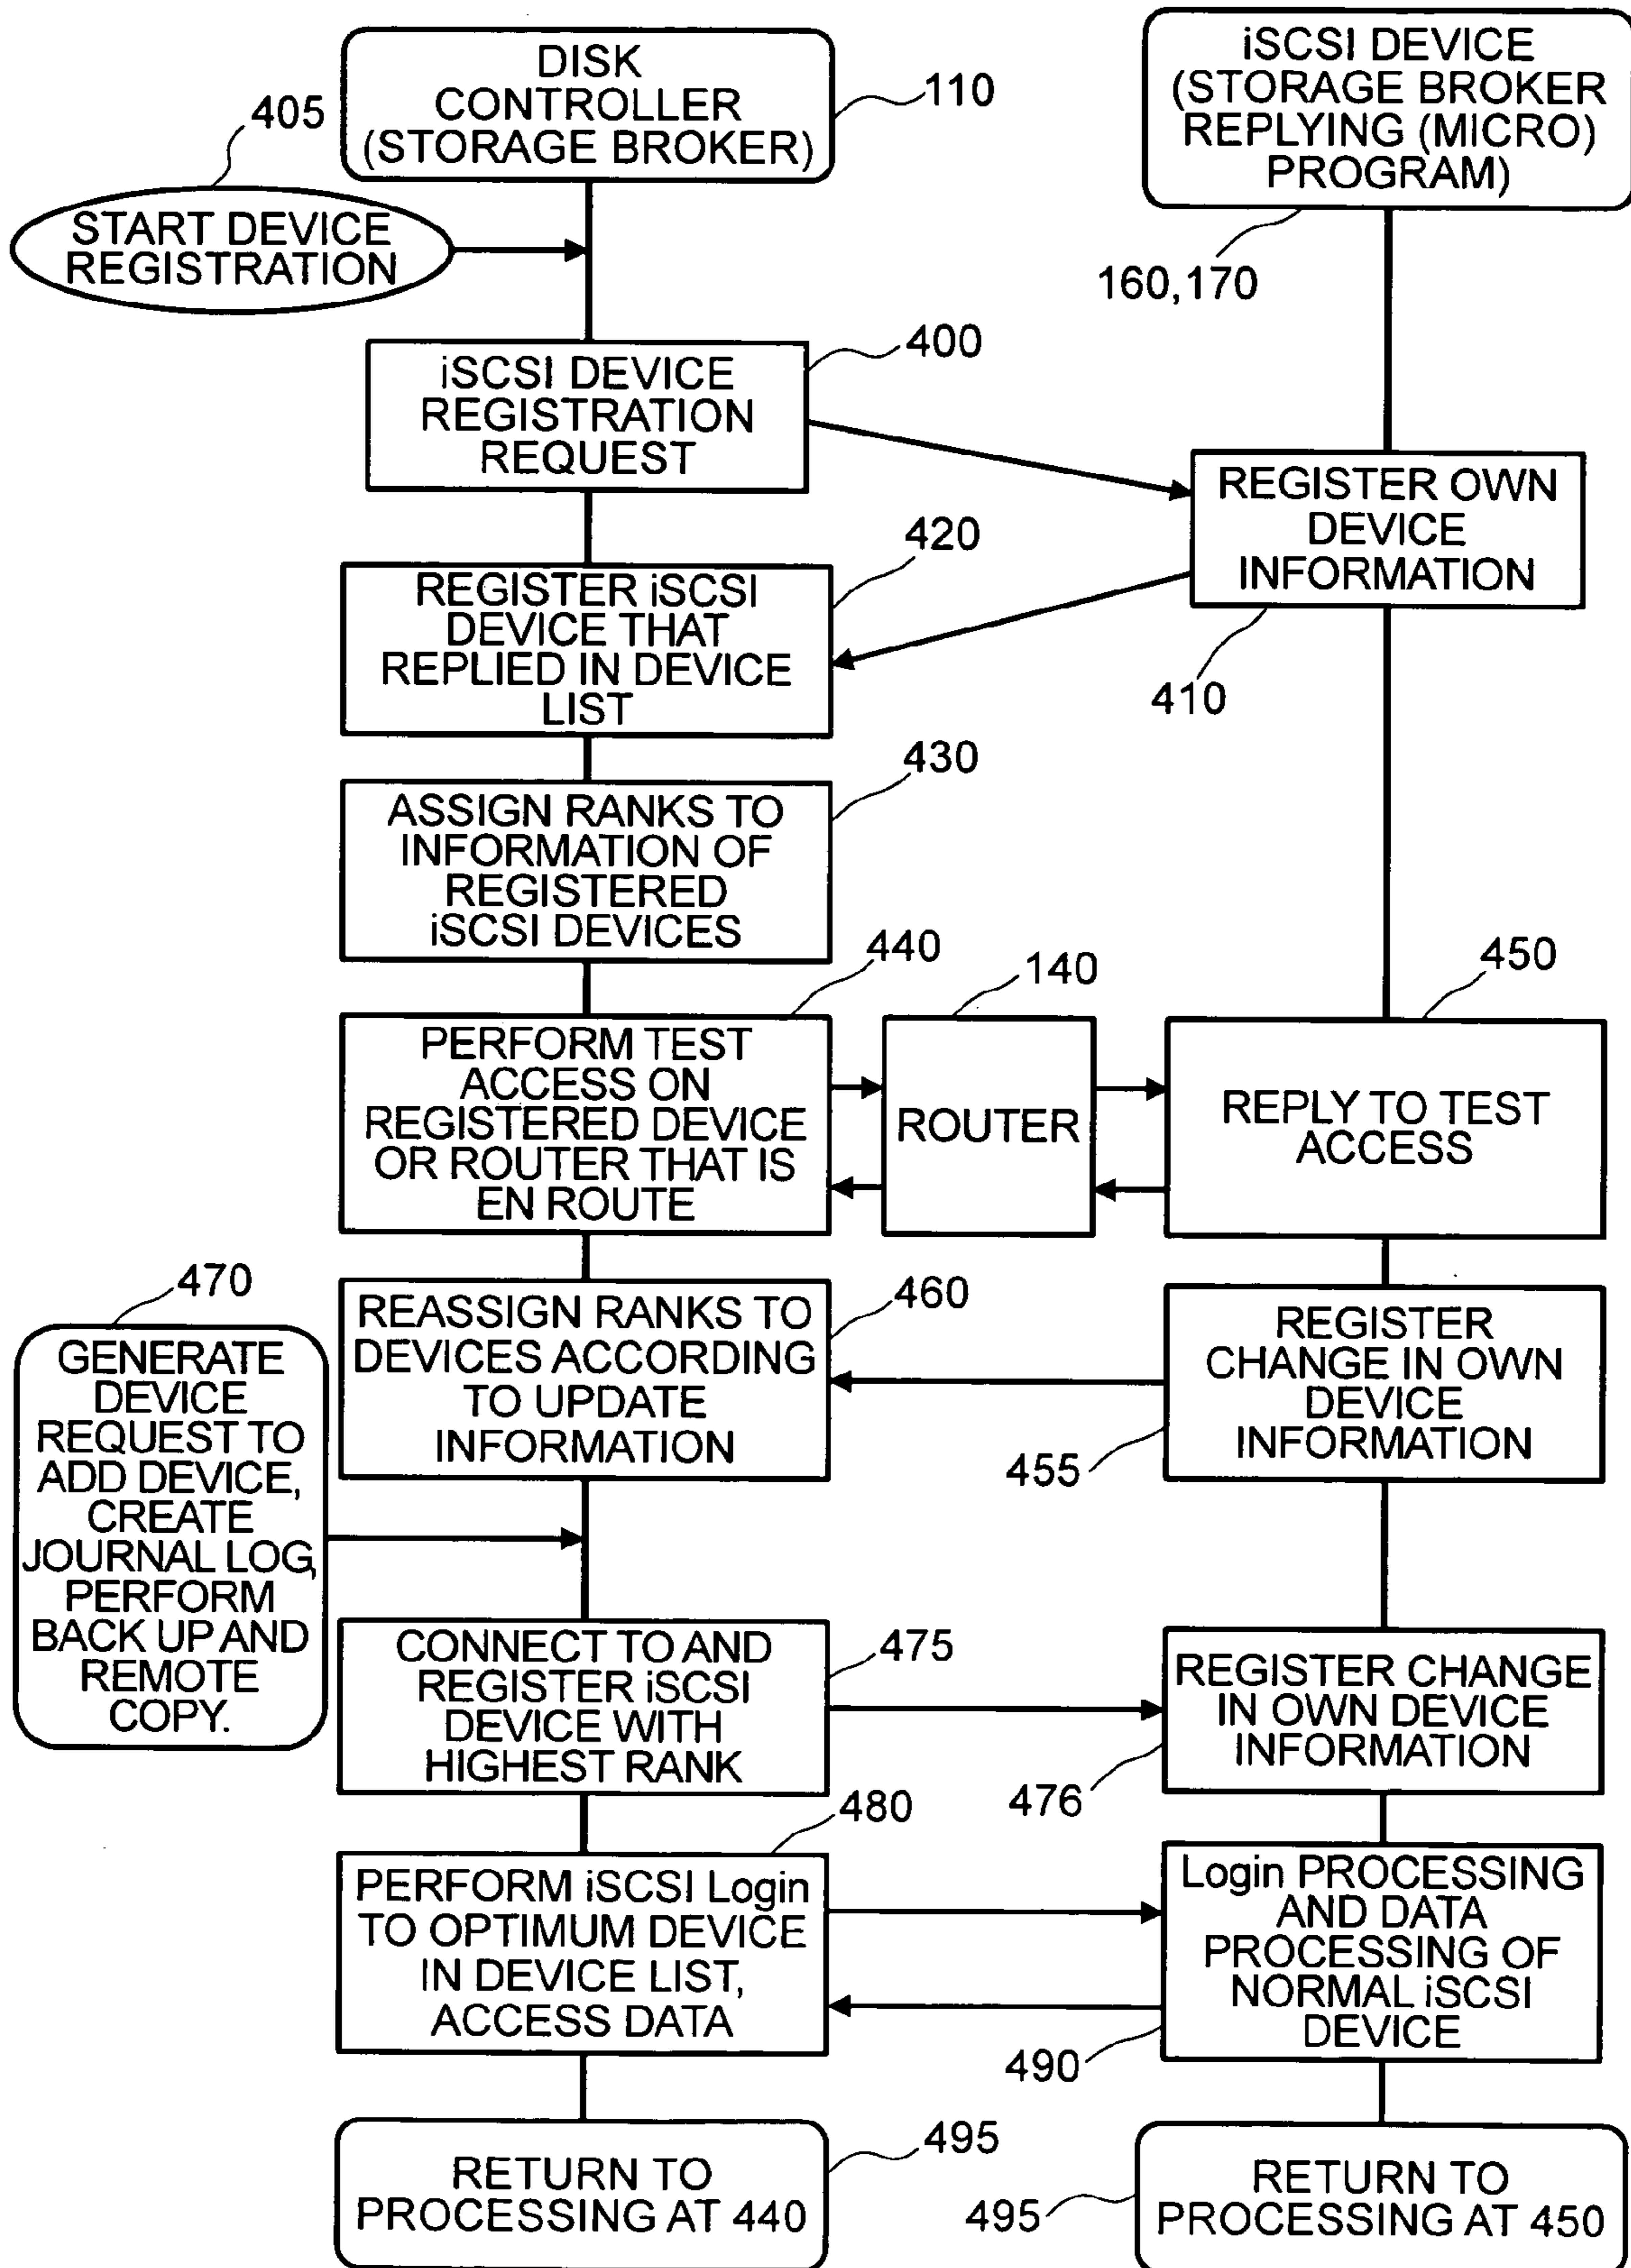 DISK
CONTROLLER
(STORAGE BROKER)
110
iSCSI DEVICE
(STORAGE BROKER
REPLYING (MICRO)
PROGRAM)
160,170
405
START DEVICE
REGISTRATION
400
iSCSI DEVICE
REGISTRATION
REQUEST
REGISTER OWN
DEVICE
INFORMATION
410
420
REGISTER iSCSI
DEVICE THAT
REPLIED IN DEVICE
LIST
430
ASSIGN RANKS TO
INFORMATION OF
REGISTERED
iSCSI DEVICES
440
PERFORM TEST
ACCESS ON
REGISTERED DEVICE
OR ROUTER THAT IS
EN ROUTE
140
ROUTER
450
REPLY TO TEST
ACCESS
460
REASSIGN RANKS TO
DEVICES ACCORDING
TO UPDATE
INFORMATION
REGISTER
CHANGE IN OWN
DEVICE
INFORMATION
455
470
GENERATE
DEVICE
REQUEST TO
ADD DEVICE,
CREATE
JOURNAL LOG,
PERFORM
BACK UP AND
REMOTE
COPY.
475
CONNECT TO AND
REGISTER iSCSI
DEVICE WITH
HIGHEST RANK
REGISTER CHANGE
IN OWN DEVICE
INFORMATION
476
480
PERFORM iSCSI Login
TO OPTIMUM DEVICE
IN DEVICE LIST,
ACCESS DATA
Login PROCESSING
AND DATA
PROCESSING OF
NORMAL iSCSI
DEVICE
490
495
RETURN TO
PROCESSING AT 440
495
RETURN TO
PROCESSING AT 450